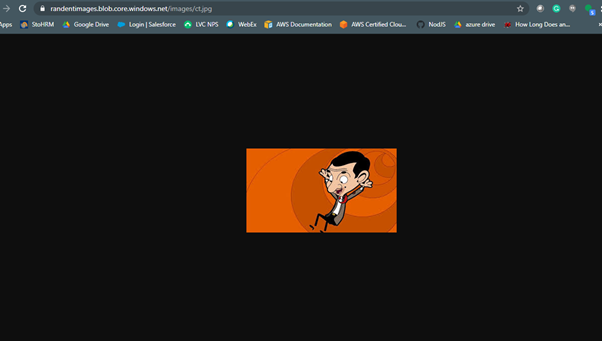 randentimages.blob.core.windows.net/images/ct.jpg
Apps StoHRM Google Drive Login | Salesforce LVC NPS WebEx AWS Documentation AWS Certified Clou... NodJS azure drive How Long Does an...